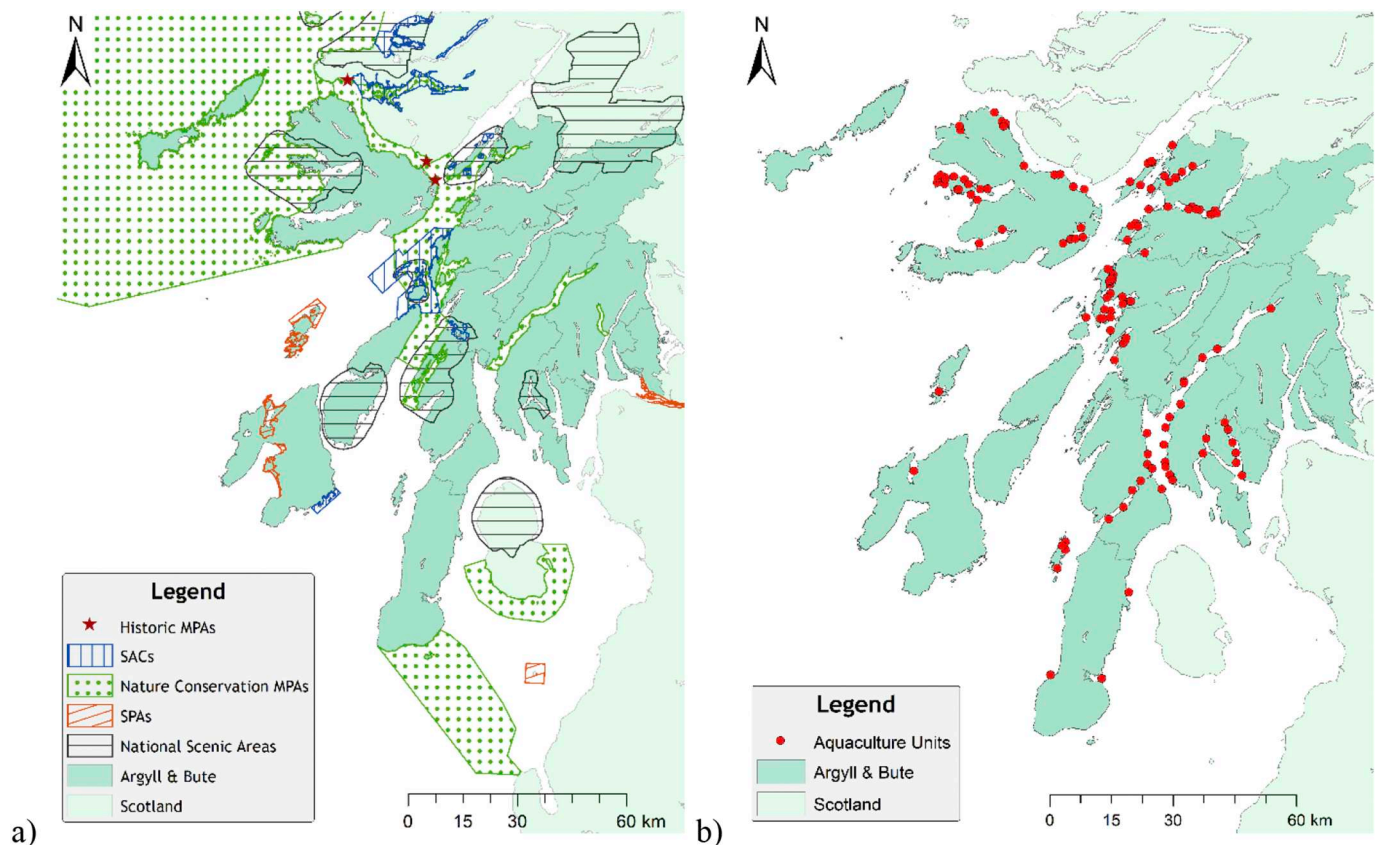 a)
N
Legend
Historic MPAs
SACs
Nature Conservation MPAs
SPAs
National Scenic Areas
Argyll & Bute
Scotland
0 15 30 60 km
b)
N
Legend
Aquaculture Units
Argyll & Bute
Scotland
0 15 30 60 km